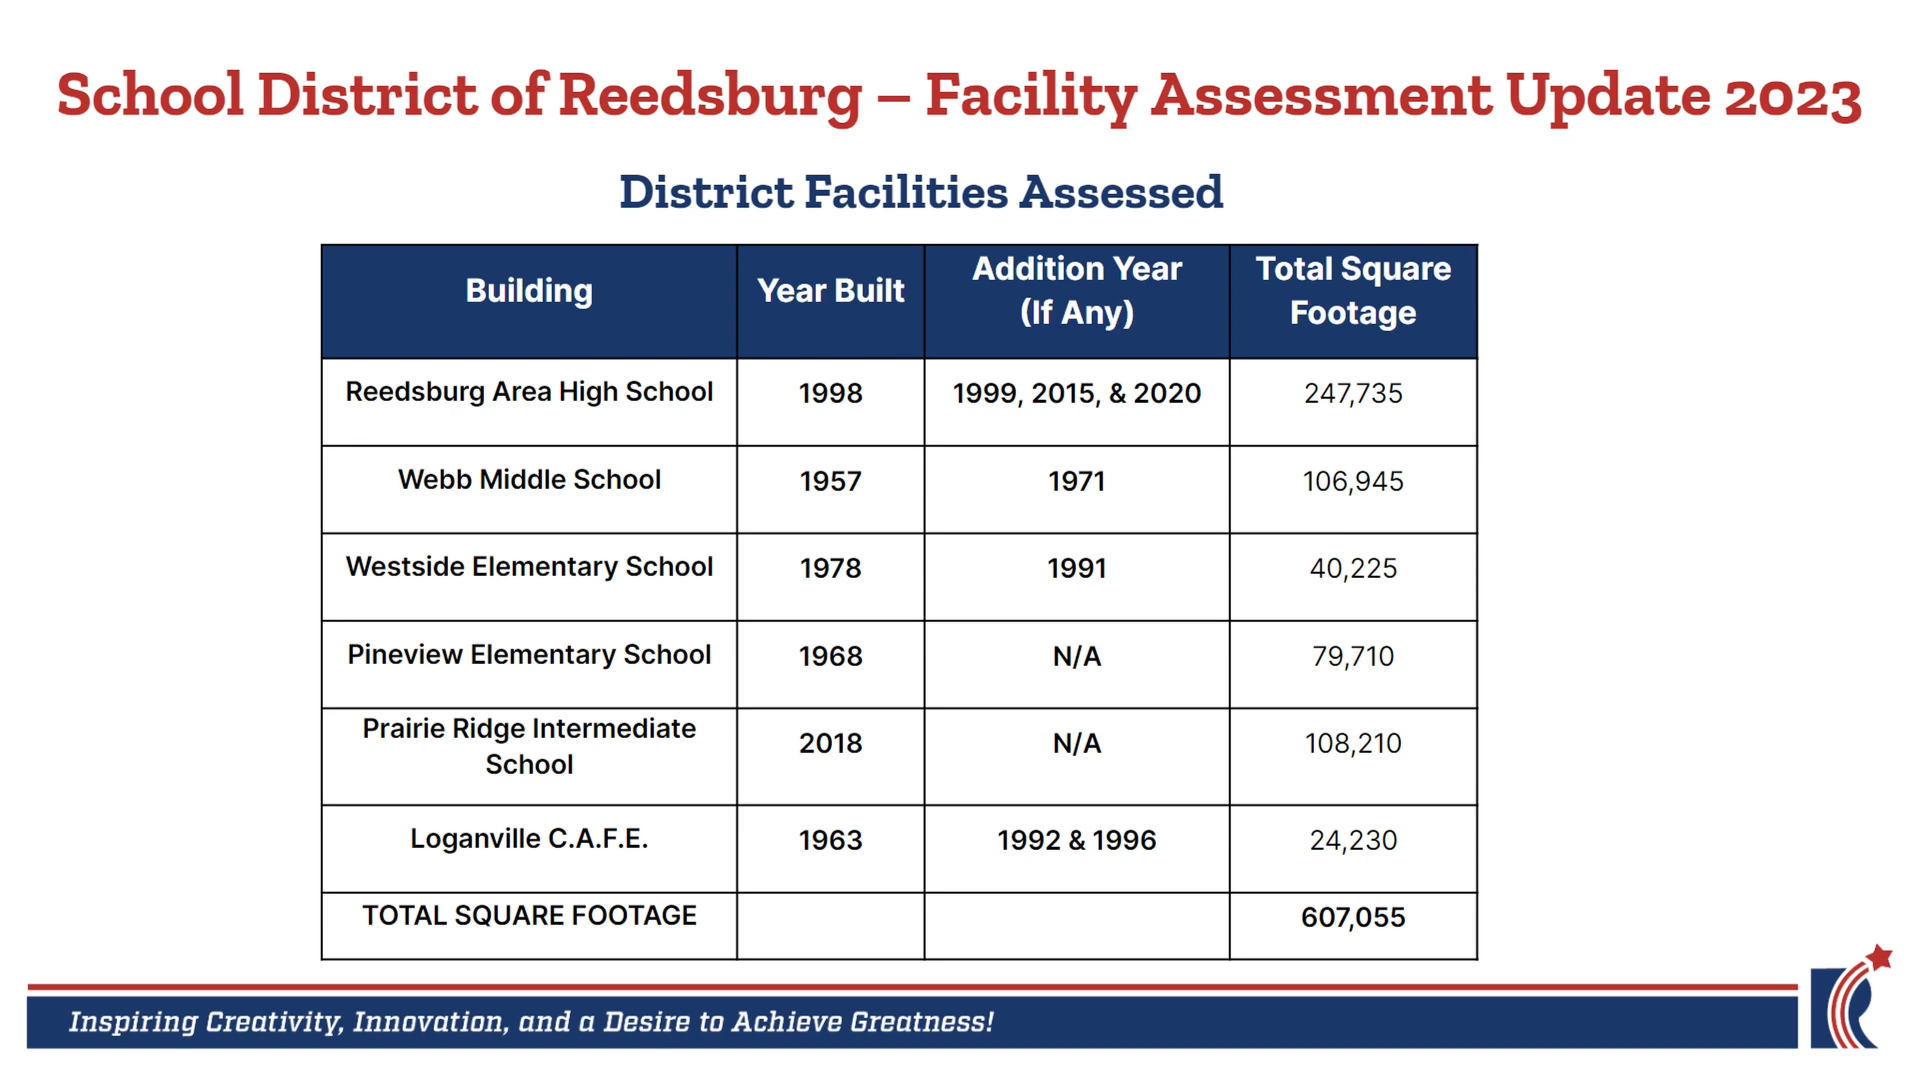 School District of Reedsburg – Facility Assessment Update 2023
District Facilities Assessed
Building
Year Built
Addition Year
(If Any)
Total Square
Footage
Reedsburg Area High School
1998
1999, 2015, & 2020
247,735
Webb Middle School
1957
1971
106,945
Westside Elementary School
1978
1991
40,225
Pineview Elementary School
1968
N/A
79,710
Prairie Ridge Intermediate
School
2018
N/A
108,210
Loganville C.A.F.E.
1963
1992 & 1996
24,230
TOTAL SQUARE FOOTAGE
607,055
Inspiring Creativity, Innovation, and a Desire to Achieve Greatness!